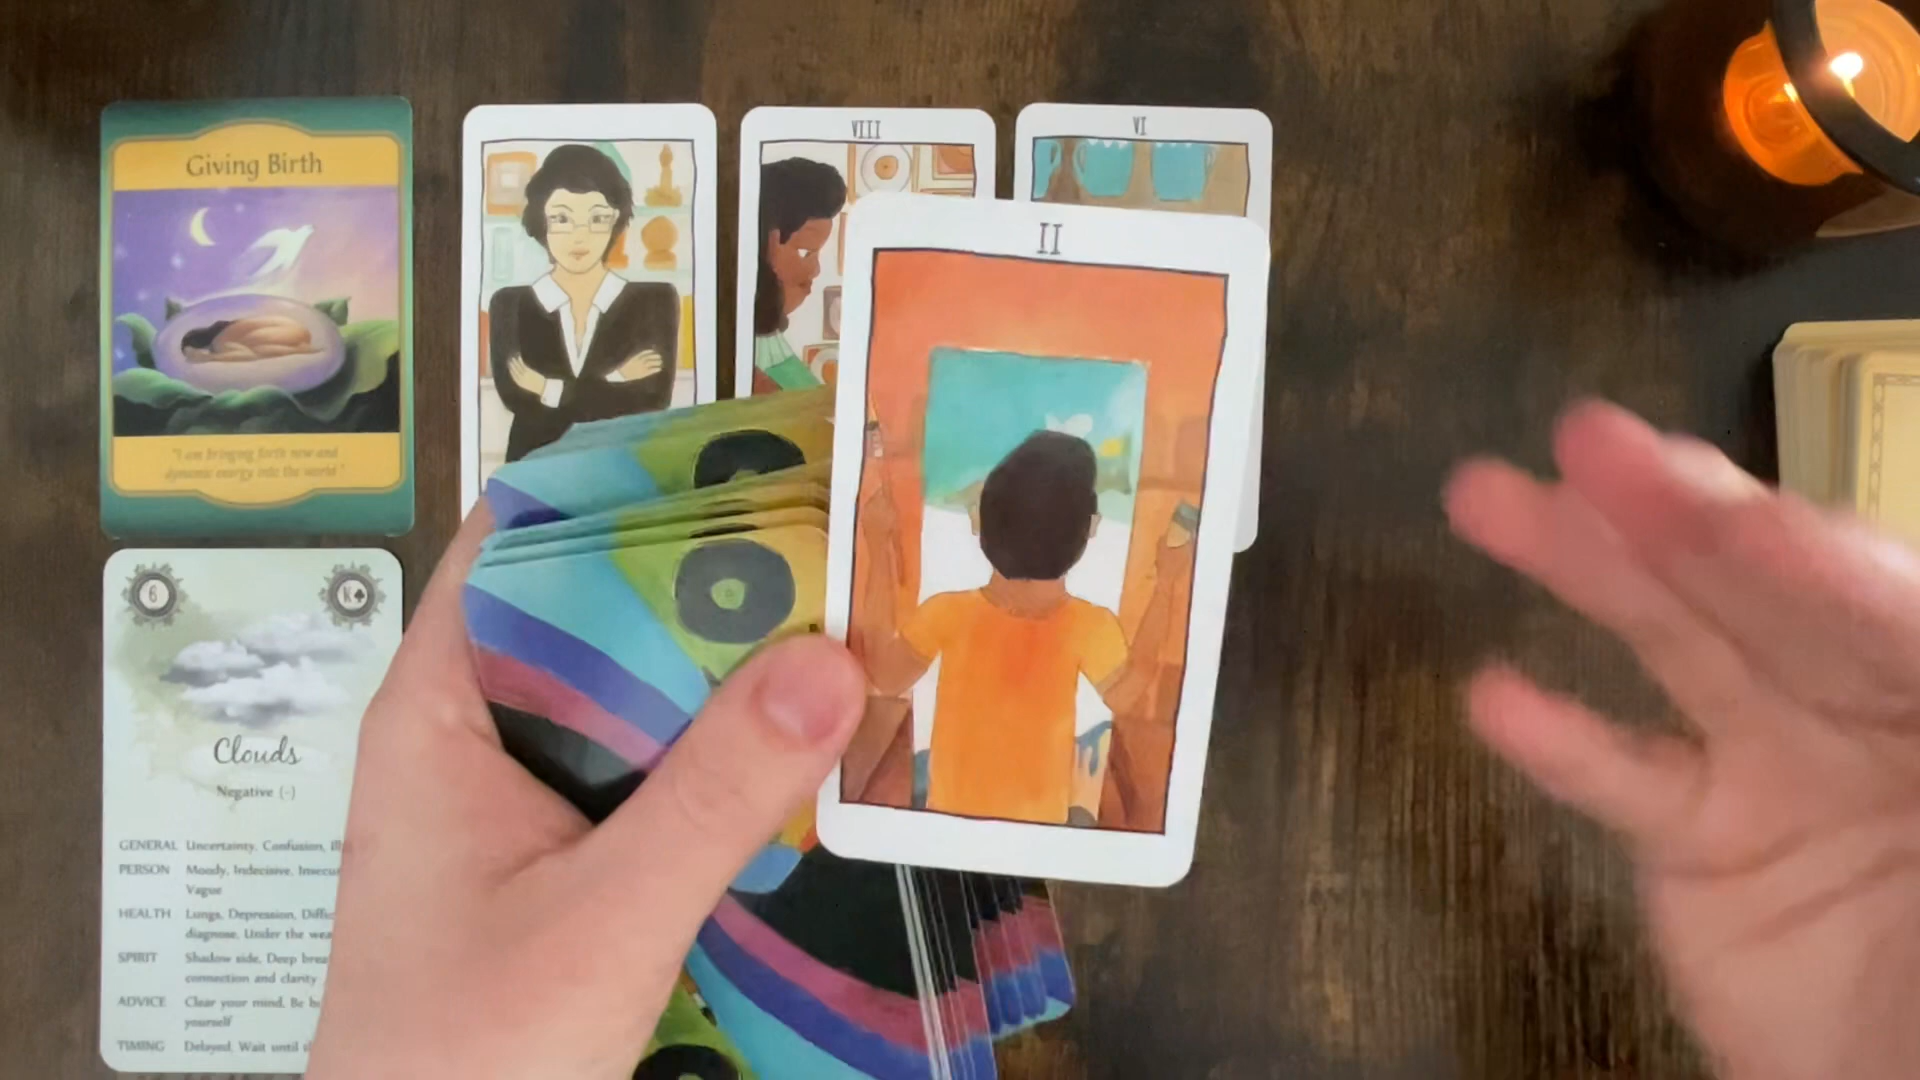 Giving Birth
"I am bringing forth new and
dynamic energy into the world."
VIII
VI
II
6
K♠
Clouds
Negative (-)
GENERAL Uncertainty, Confusion,
PERSON Moody, Indecisive,
Vague
HEALTH Lungs, Depression,
diagnose, Under the
SPIRIT Shadow side, Deep
connection and clarity
ADVICE Clear your mind, Be
yourself
TIMING Delayed, Wait until